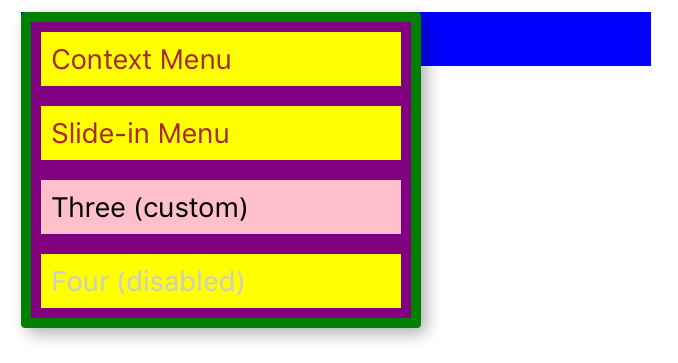 Context Menu
Slide-in Menu
Three (custom)
Four (disabled)